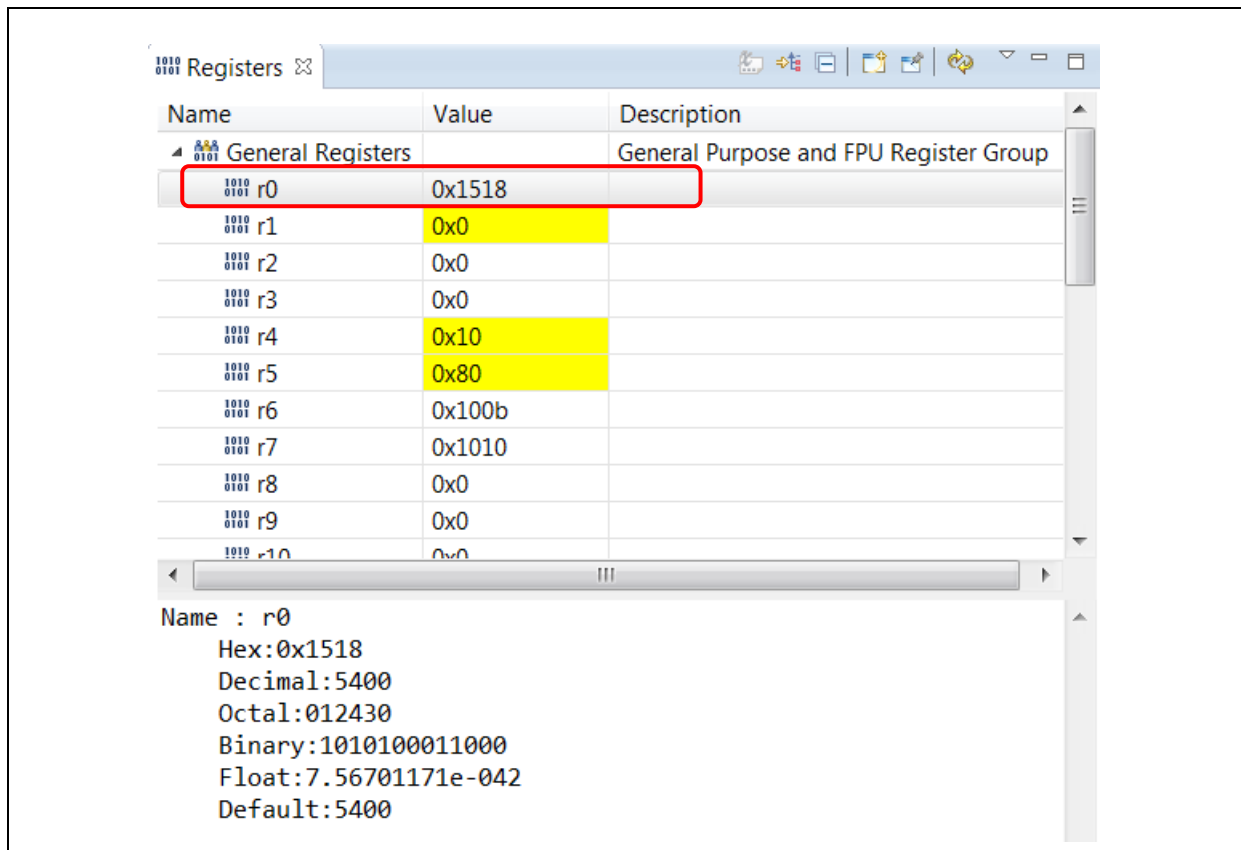 Registers
Name Value Description
General Registers General Purpose and FPU Register Group
r0 0x1518
r1 0x0
r2 0x0
r3 0x0
r4 0x10
r5 0x80
r6 0x100b
r7 0x1010
r8 0x0
r9 0x0
r10 0x0
Name : r0
Hex:0x1518
Decimal:5400
Octal:012430
Binary:1010100011000
Float:7.56701171e-042
Default:5400